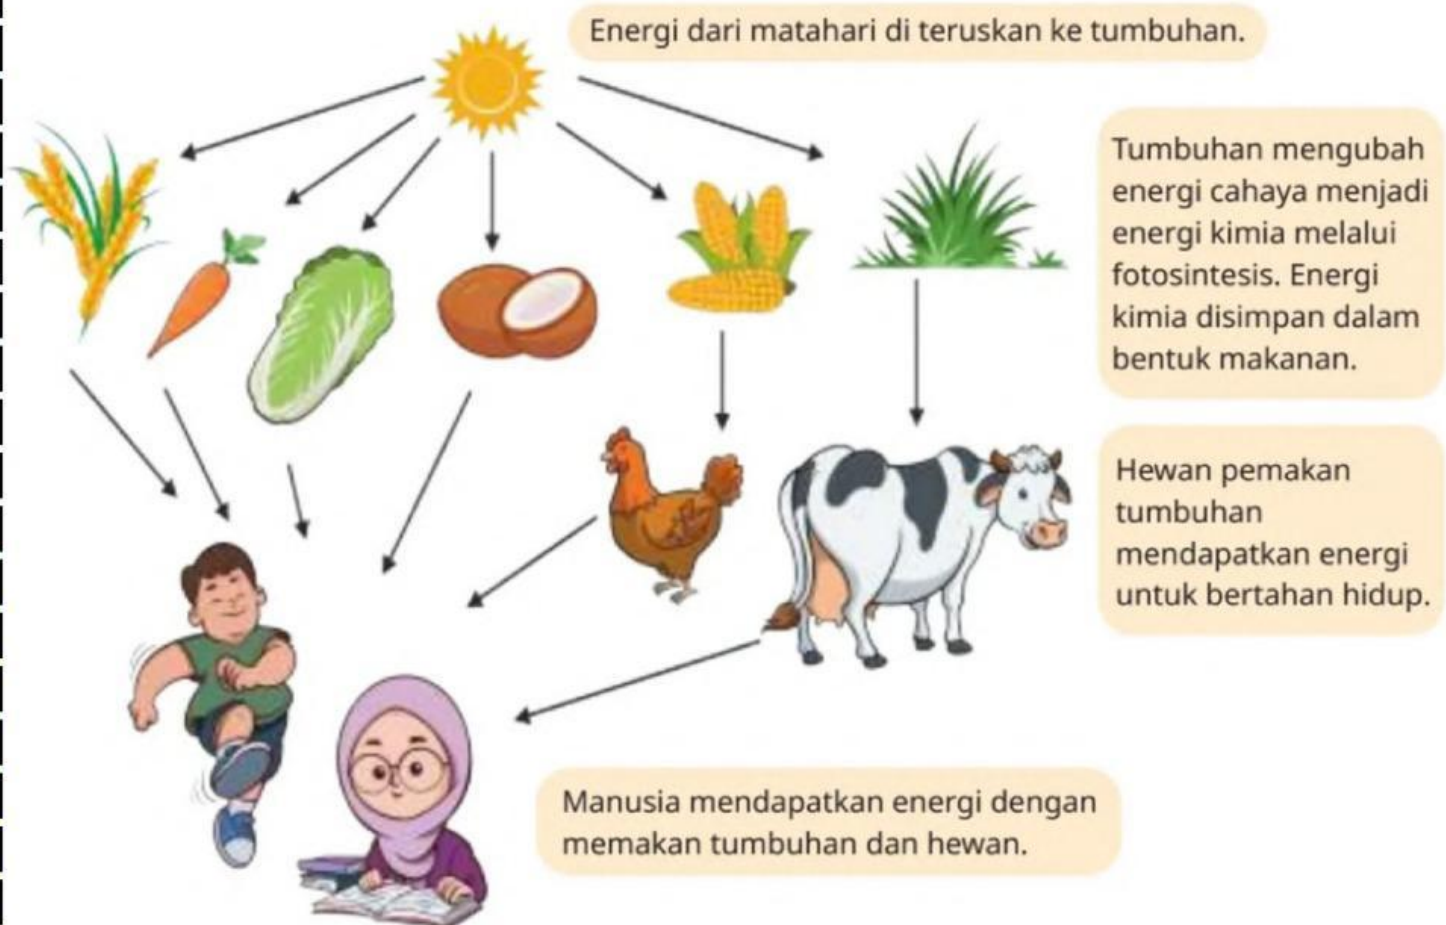 Energi dari matahari di teruskan ke tumbuhan.
Tumbuhan mengubah
energi cahaya menjadi
energi kimia melalui
fotosintesis. Energi
kimia disimpan dalam
bentuk makanan.
Hewan pemakan
tumbuhan
mendapatkan energi
untuk bertahan hidup.
Manusia mendapatkan energi dengan
memakan tumbuhan dan hewan.